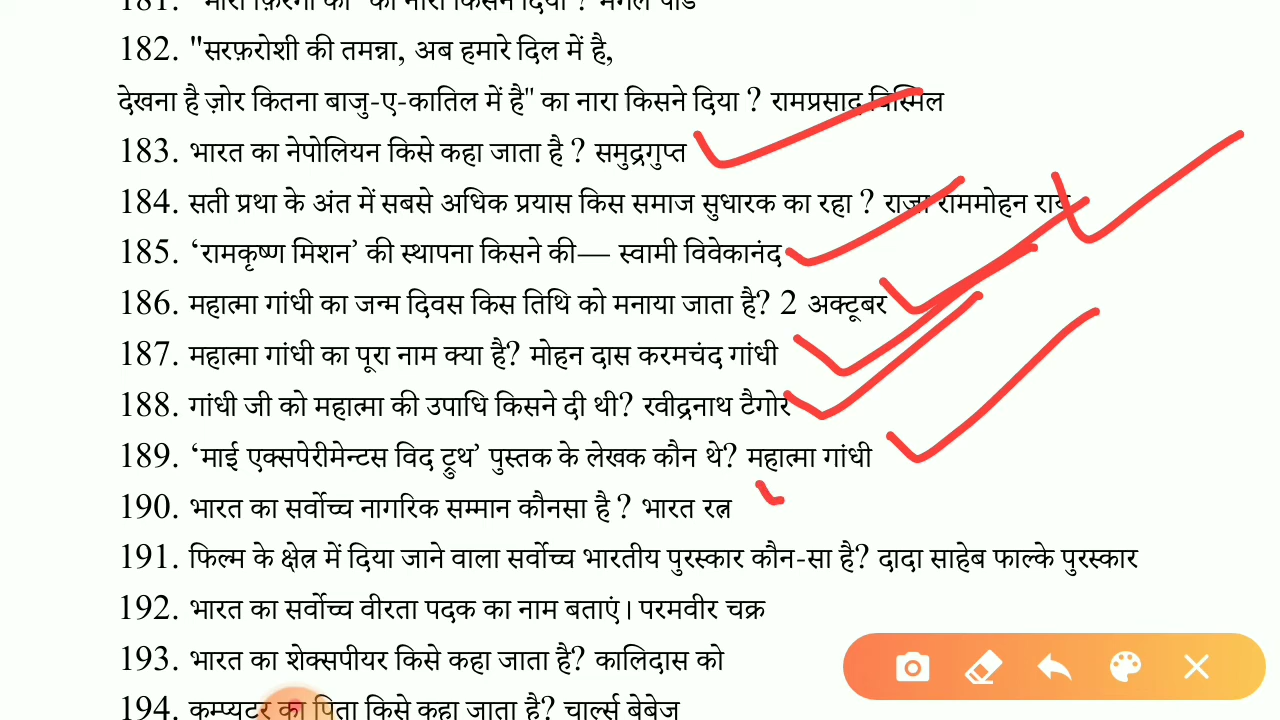 181. "मारो फ़िरंगी को" का नारा किसने दिया ? मंगल पांडे
182. "सरफ़रोशी की तमन्ना, अब हमारे दिल में है,
देखना है ज़ोर कितना बाजु-ए-कातिल में है" का नारा किसने दिया ? रामप्रसाद बिस्मिल
183. भारत का नेपोलियन किसे कहा जाता है ? समुद्रगुप्त
184. सती प्रथा के अंत में सबसे अधिक प्रयास किस समाज सुधारक का रहा ? राजा राममोहन राय
185. ‘रामकृष्ण मिशन’ की स्थापना किसने की— स्वामी विवेकानंद
186. महात्मा गांधी का जन्म दिवस किस तिथि को मनाया जाता है? 2 अक्टूबर
187. महात्मा गांधी का पूरा नाम क्या है? मोहन दास करमचंद गांधी
188. गांधी जी को महात्मा की उपाधि किसने दी थी? रवीद्रनाथ टैगोर
189. ‘माई एक्सपेरीमेन्टस विद ट्रुथ’ पुस्तक के लेखक कौन थे? महात्मा गांधी
190. भारत का सर्वोच्च नागरिक सम्मान कौनसा है ? भारत रत्न
191. फिल्म के क्षेत्र में दिया जाने वाला सर्वोच्च भारतीय पुरस्कार कौन-सा है? दादा साहेब फाल्के पुरस्कार
192. भारत का सर्वोच्च वीरता पदक का नाम बताएं। परमवीर चक्र
193. भारत का शेक्सपीयर किसे कहा जाता है? कालिदास को
194. कम्प्यूटर का पिता किसे कहा जाता है? चार्ल्स बेबेज